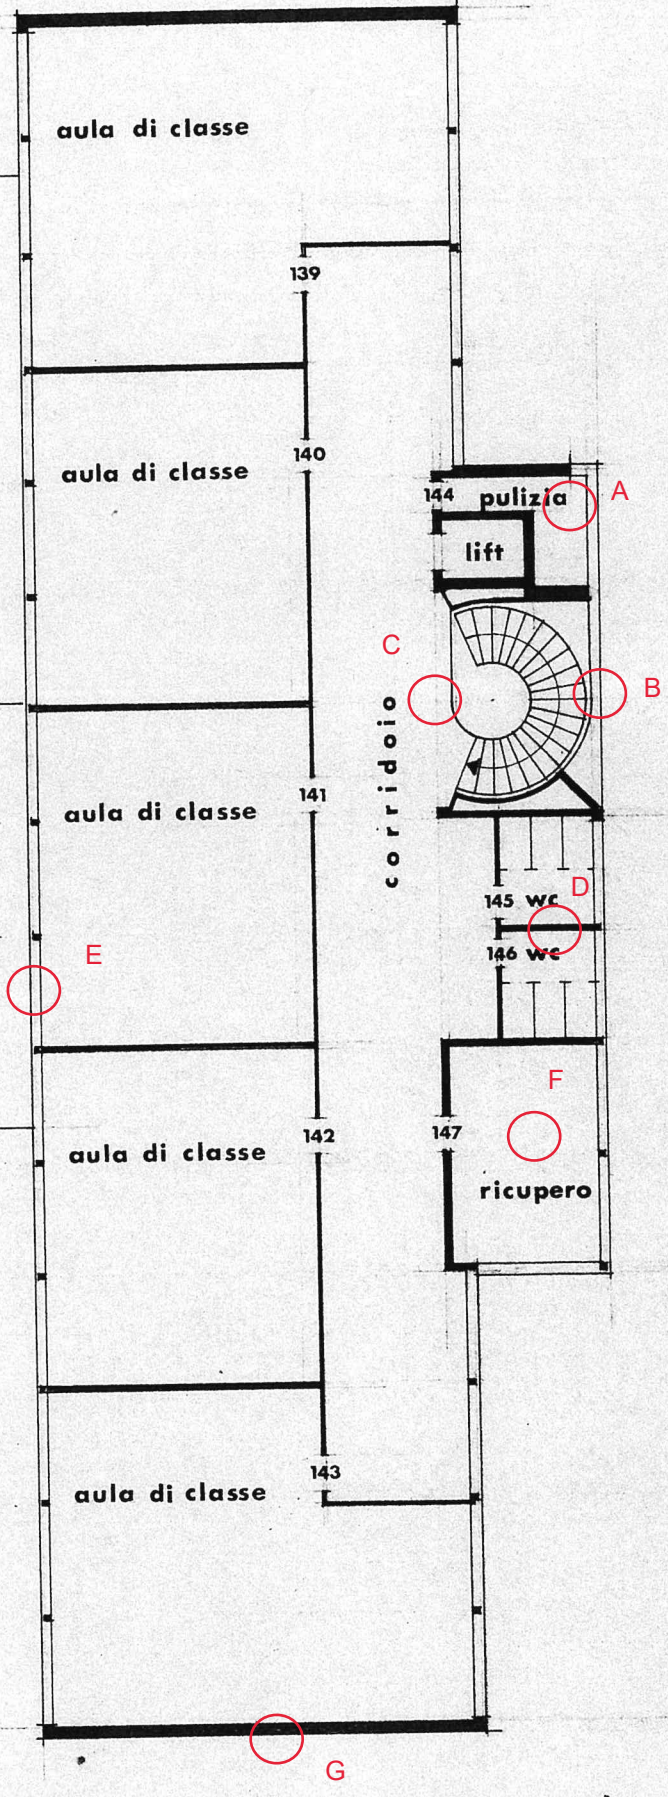 aula di classe
139
140
aula di classe
144
pulizia
A
lift
C
B
corridoio
141
aula di classe
D
145 wc
E
146 wc
F
142
147
aula di classe
ricupero
143
aula di classe
G